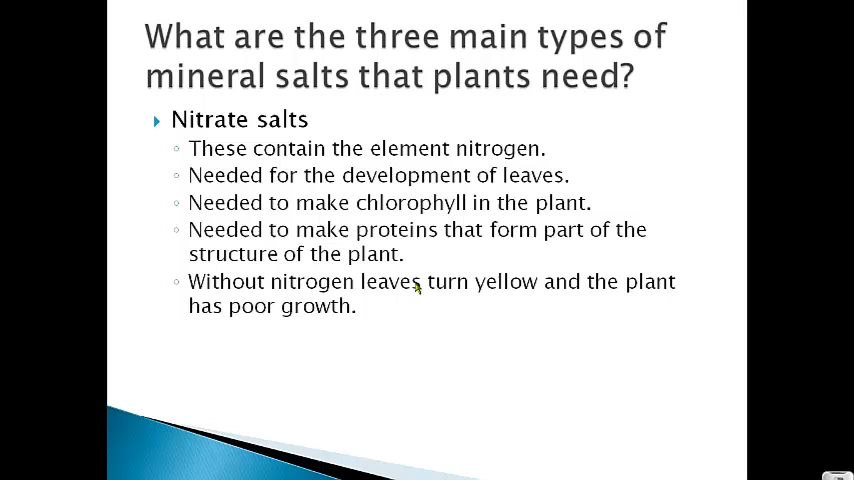 What are the three main types of
mineral salts that plants need?
Nitrate salts
These contain the element nitrogen.
Needed for the development of leaves.
Needed to make chlorophyll in the plant.
Needed to make proteins that form part of the
structure of the plant.
Without nitrogen leaves turn yellow and the plant
has poor growth.